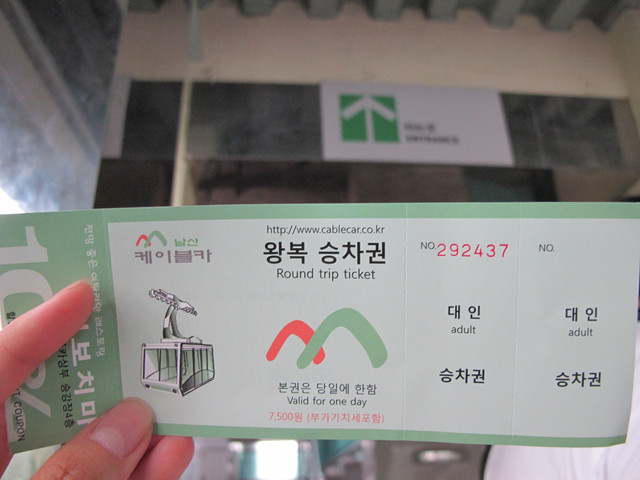 ENTRANCE
http://www.cablecar.co.kr
남산
케이블카
왕복 승차권
Round trip ticket
본권은 당일에 한함
Valid for one day
7,500원 (부가가치세포함)
NO.292437
대 인
adult
승차권
NO.
대 인
adult
승차권
10%
COUPON